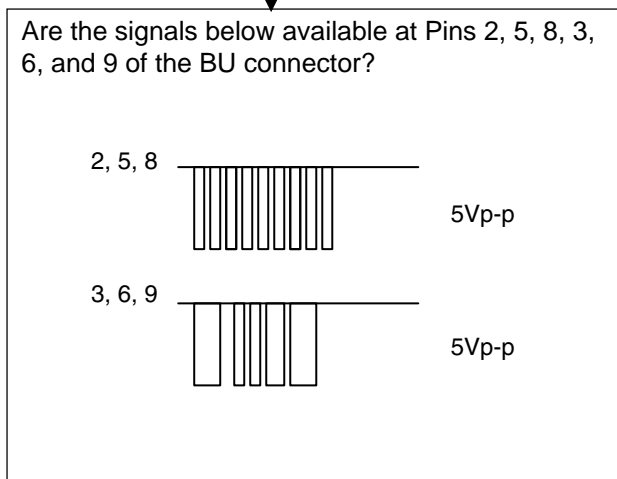 Are the signals below available at Pins 2, 5, 8, 3,
6, and 9 of the BU connector?
2, 5, 8
5Vp-p
3, 6, 9
5Vp-p